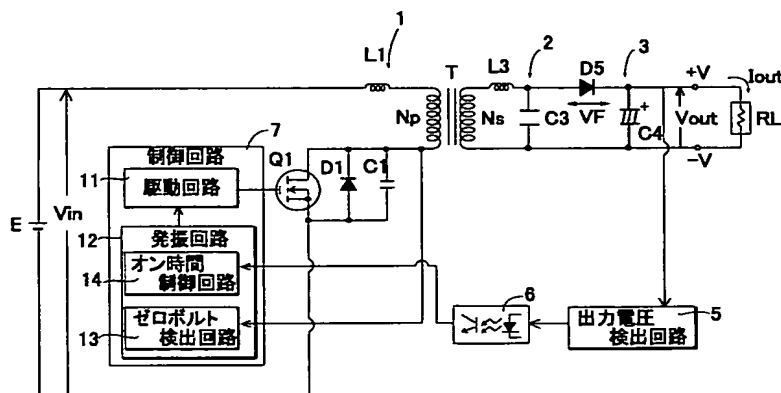 1
L1
T
L3
2
D5
3
+V
Iout
Np
Ns
C3
VF
+
C4
Vout
RL
-V
7
制御回路
Q1
D1
C1
11
駆動回路
E
Vin
12
発振回路
オン時間
制御回路
14
ゼロボルト
検出回路
13
6
出力電圧
検出回路
5